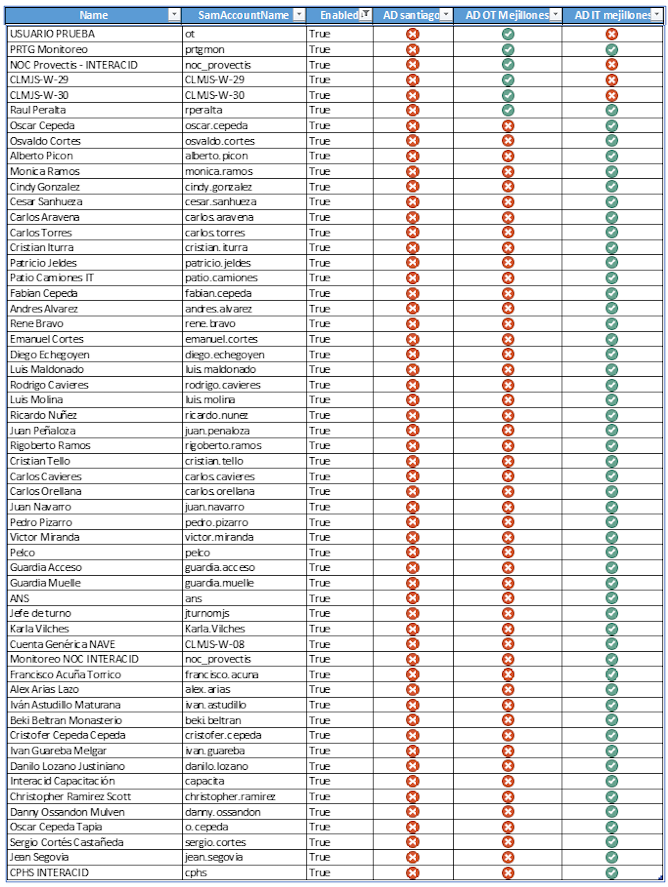 Name SamAccountName Enabled AD santiago AD OT Mejillones AD IT mejillones
USUARIO PRUEBA ot True
PRTG Monitoreo prtgmon True
NOC Provectis - INTERACID noc_provectis True
CLMJS-W-29 CLMJS-W-29 True
CLMJS-W-30 CLMJS-W-30 True
Raul Peralta rperalta True
Oscar Cepeda oscar.cepeda True
Osvaldo Cortes osvaldo.cortes True
Alberto Picon alberto.picon True
Monica Ramos monica.ramos True
Cindy Gonzalez cindy.gonzalez True
Cesar Sanhueza cesar.sanhueza True
Carlos Aravena carlos.aravena True
Carlos Torres carlos.torres True
Cristian Iturra cristian.iturra True
Patricio Jeldes patricio.jeldes True
Patio Camiones IT patio.camiones True
Fabian Cepeda fabian.cepeda True
Andres Alvarez andres.alvarez True
Rene Bravo rene.bravo True
Emanuel Cortes emanuel.cortes True
Diego Echegoyen diego.echegoyen True
Luis Maldonado luis.maldonado True
Rodrigo Cavieres rodrigo.cavieres True
Luis Molina luis.molina True
Ricardo Nuñez ricardo.nunez True
Juan Peñaloza juan.penaloza True
Rigoberto Ramos rigoberto.ramos True
Cristian Tello cristian.tello True
Carlos Cavieres carlos.cavieres True
Carlos Orellana carlos.orellana True
Juan Navarro juan.navarro True
Pedro Pizarro pedro.pizarro True
Victor Miranda victor.miranda True
Pelco pelco True
Guardia Acceso guardia.acceso True
Guardia Muelle guardia.muelle True
ANS ans True
Jefe de turno jturnomjs True
Karla Vilches Karla.Vilches True
Cuenta Genérica NAVE CLMJS-W-08 True
Monitoreo NOC INTERACID noc_provectis True
Francisco Acuña Torrico francisco.acuna True
Alex Arias Lazo alex.arias True
Iván Astudillo Maturana ivan.astudillo True
Beki Beltran Monasterio beki.beltran True
Cristofer Cepeda Cepeda cristofer.cepeda True
Ivan Guareba Melgar ivan.guareba True
Danilo Lozano Justiniano danilo.lozano True
Interacid Capacitación capacita True
Christopher Ramirez Scott christopher.ramirez True
Danny Ossandon Mulven danny.ossandon True
Oscar Cepeda Tapia o.cepeda True
Sergio Cortés Castañeda sergio.cortes True
Jean Segovia jean.segovia True
CPHS INTERACID cphs True